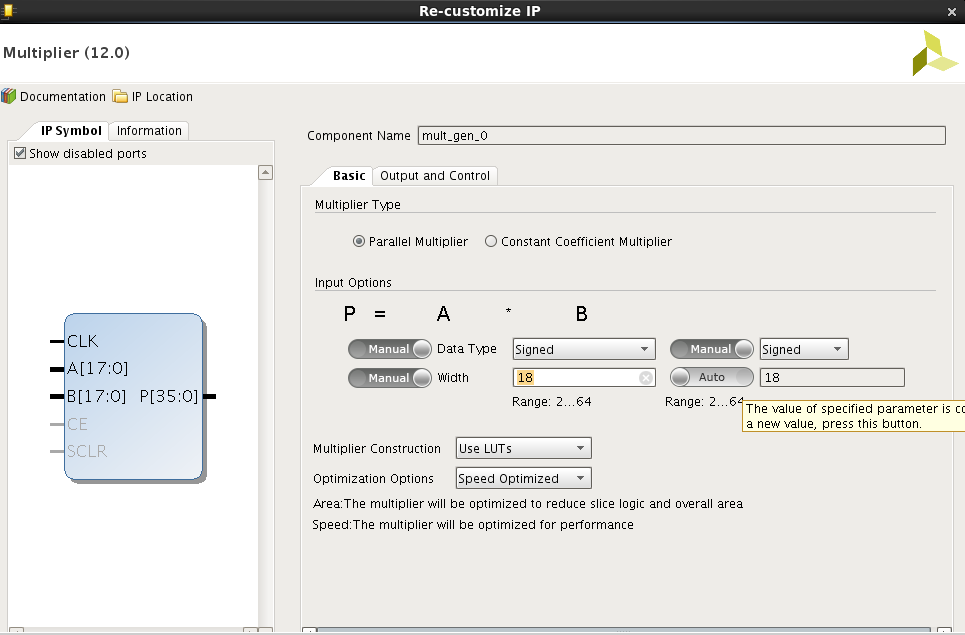 Re-customize IP
Multiplier (12.0)
Documentation IP Location
IP Symbol Information
Show disabled ports
CLK
A[17:0]
B[17:0] P[35:0]
CE
SCLR
Component Name mult_gen_0
Basic Output and Control
Multiplier Type
Parallel Multiplier Constant Coefficient Multiplier
Input Options
P = A * B
Manual Data Type Signed Manual Signed
Manual Width 18 Auto 18
Range: 2...64 Range: 2...64
The value of specified parameter is co
a new value, press this button.
Multiplier Construction Use LUTs
Optimization Options Speed Optimized
Area:The multiplier will be optimized to reduce slice logic and overall area
Speed:The multiplier will be optimized for performance